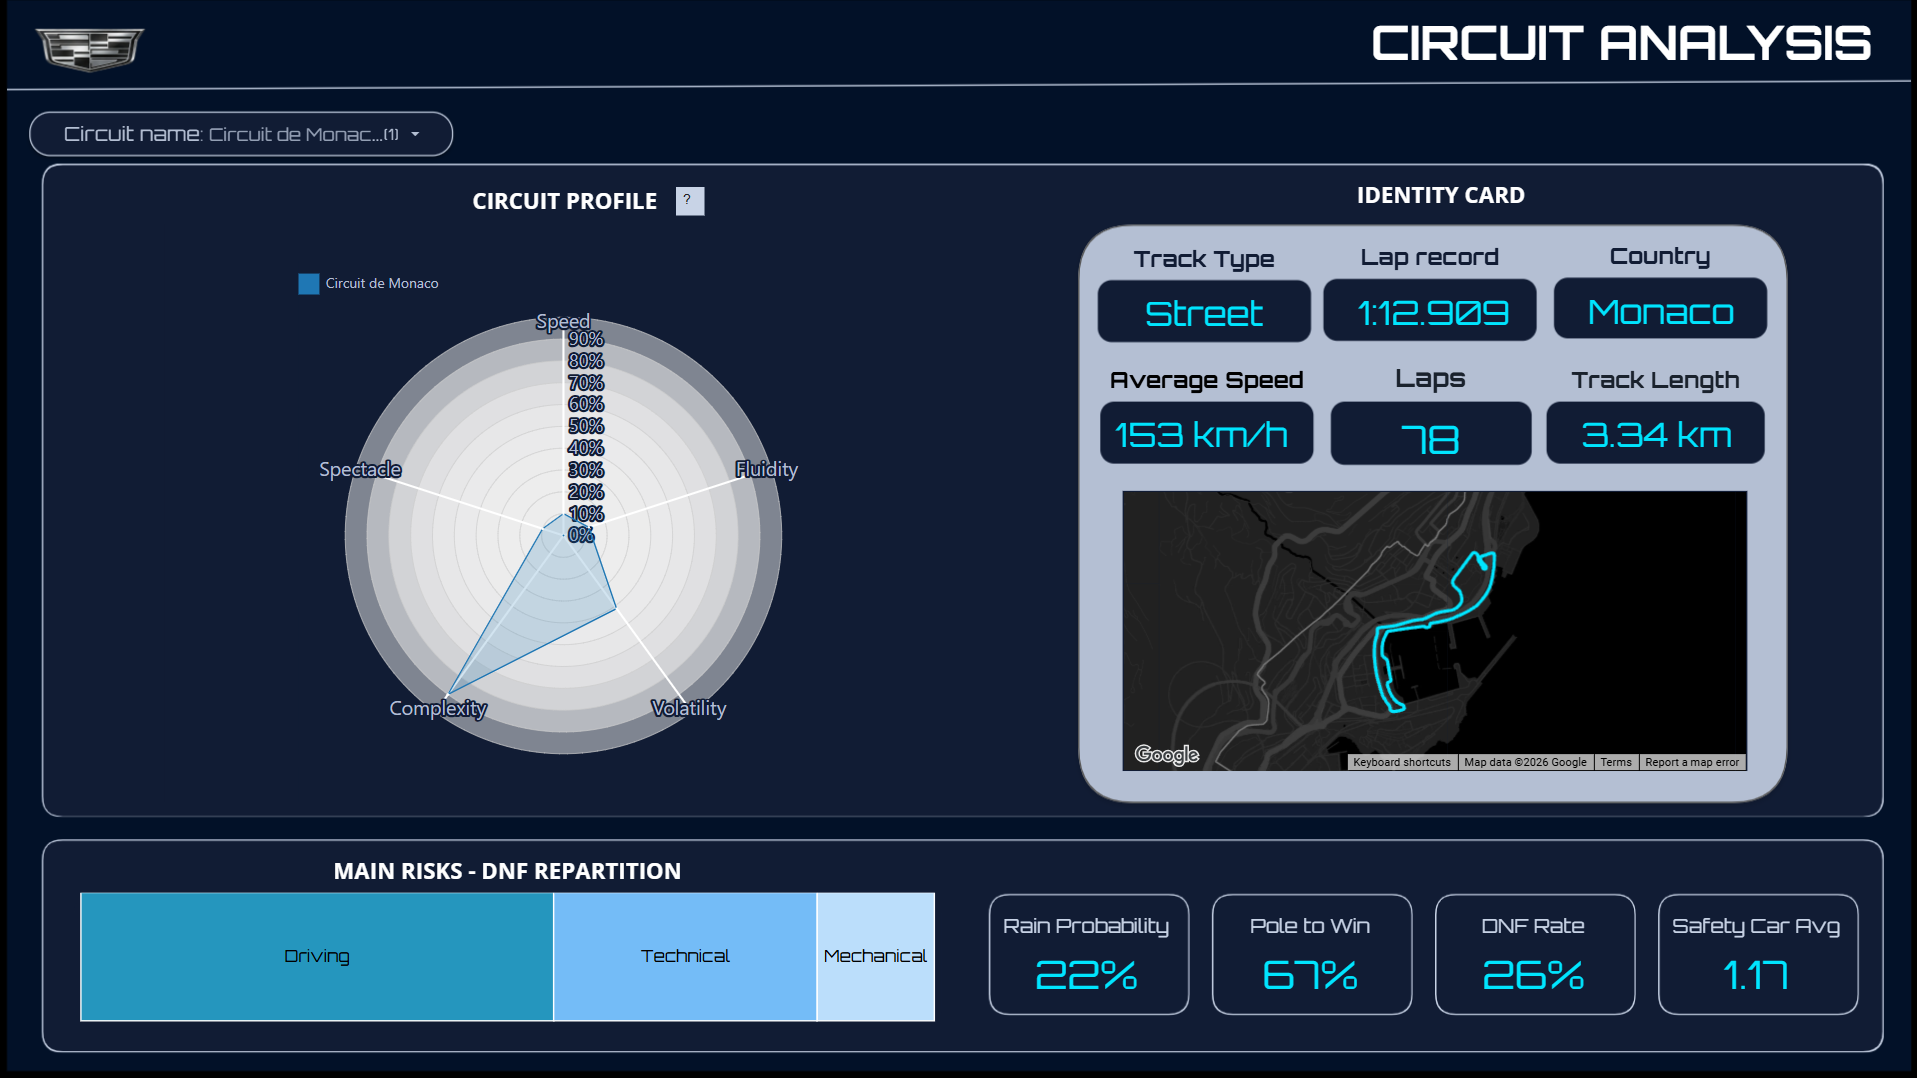 CIRCUIT ANALYSIS
Circuit name: Circuit de Monac...(1)
CIRCUIT PROFILE ?
Circuit de Monaco
Speed
90%
80%
70%
60%
50%
40%
30%
20%
10%
0%
Spectacle
Fluidity
Complexity
Volatility
IDENTITY CARD
Track Type
Lap record
Country
Street
1:12.909
Monaco
Average Speed
Laps
Track Length
153 km/h
78
3.34 km
Google
Keyboard shortcuts
Map data ©2026 Google
Terms
Report a map error
MAIN RISKS - DNF REPARTITION
Driving
Technical
Mechanical
Rain Probability
22%
Pole to Win
67%
DNF Rate
26%
Safety Car Avg
1.17